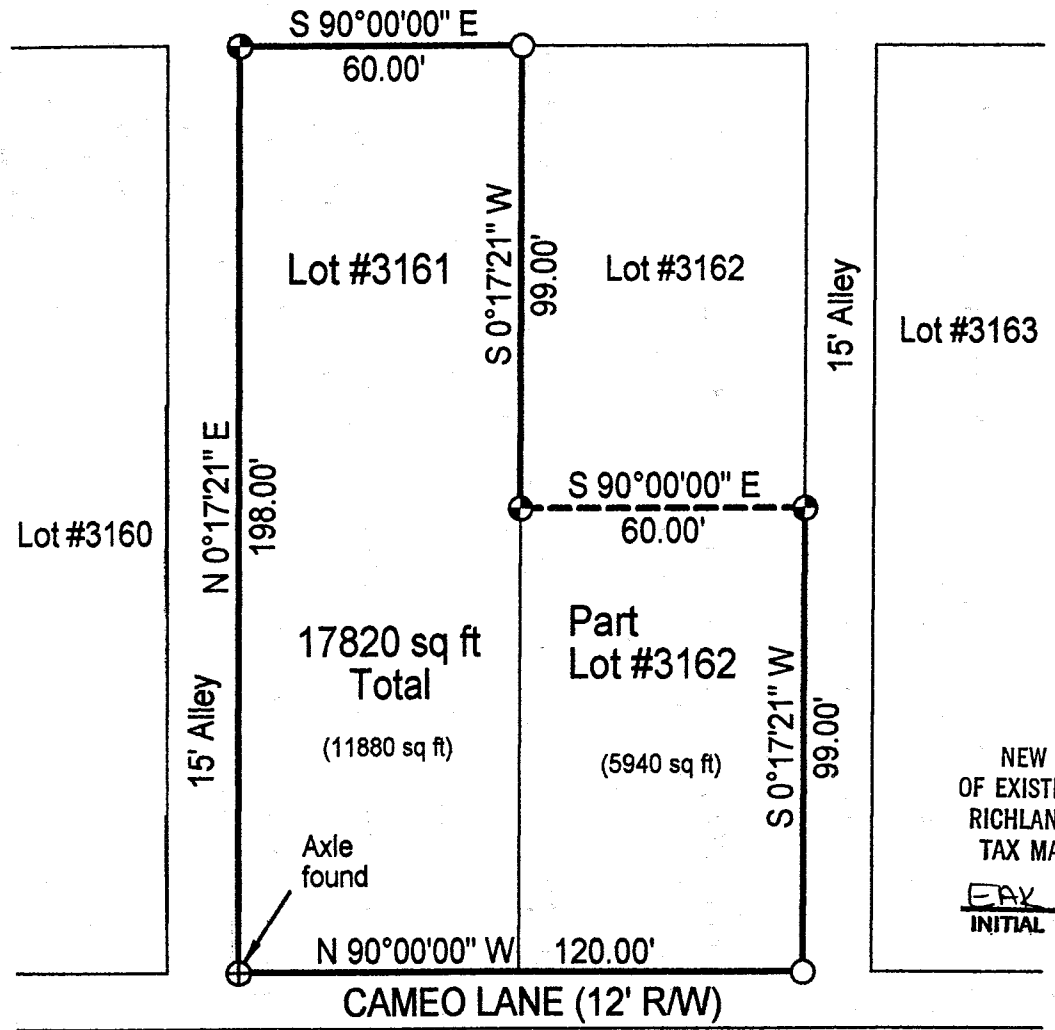 S 90°00'00" E
60.00'
S 0°17'21" W
99.00'
Lot #3161
Lot #3162
15' Alley
Lot #3163
N 0°17'21" E
198.00'
S 90°00'00" E
60.00'
Lot #3160
17820 sq ft
Total
(11880 sq ft)
Part
Lot #3162
(5940 sq ft)
S 0°17'21" W
99.00'
15' Alley
Axle
found
NEW
OF EXIST
RICHLAN
TAX MA
EAK
INITIAL
N 90°00'00" W 120.00'
CAMEO LANE (12' R/W)